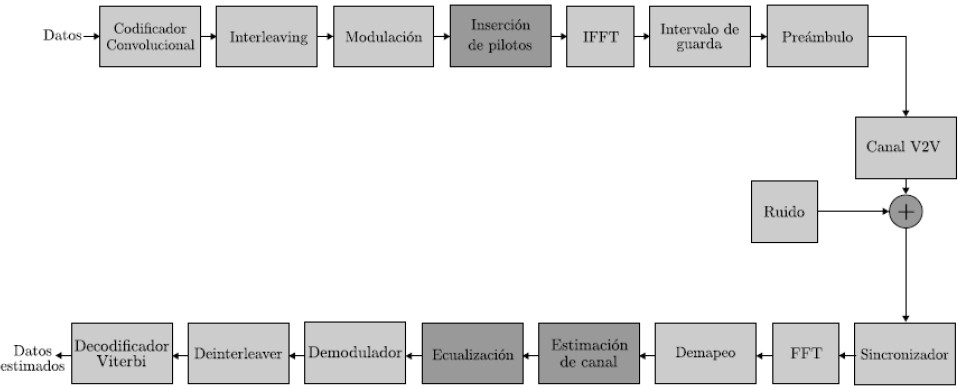 Datos
Codificador
Convolucional
Interleaving
Modulación
Inserción
de pilotos
IFFT
Intervalo de
guarda
Preámbulo
Canal V2V
Ruido
+
Sincronizador
FFT
Demapeo
Estimación
de canal
Ecualización
Demodulador
Deinterleaver
Decodificador
Viterbi
Datos
estimados